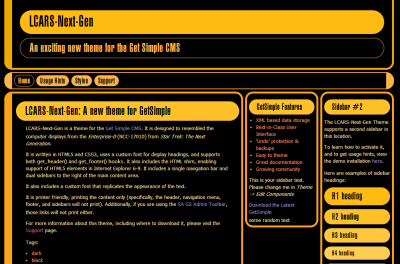 LCARS-Next-Gen
An exciting new theme for the Get Simple CMS
Home Usage Hints Styles Support
LCARS-Next-Gen: A new theme for GetSimple
LCARS-Next-Gen is a theme for the Get Simple CMS. It is designed to resembled the
computer displays from the Enterprise-D (NCC-1701D) from Star Trek: The Next
Generation.
It is written in HTML5 and CSS3, uses a custom font for display headings, and supports
both get_header() and get_footer() hooks. It also includes the HTML shim, enabling
support of HTML5 elements in Internet Explorer 6-9. It includes a single navigation bar and
dual sidebars to the right of the main content area.
It also includes a custom font that replicates the appearance of the text.
It is printer friendly, printing the content only (specifically, the header, navigation menu,
footer, and sidebars will not print). Additionally, if you are using the SA GS Admin Toolbar,
those links will not print either.
For more information about this theme, including where to download it, please visit the
Support page.
Tags:
dark
black
GetSimple Features
XML based data storage
Best-in-Class User
Interface
'Undo' protection &
backups
Easy to theme
Great documentation
Growing community
This is your sidebar text.
Please change me in Theme
-> Edit Components
Download the Latest
GetSimple
some random text
Sidebar #2
The LCARS-Next-Gen Theme
supports a second sidebar in
this location.
To learn how to activate it,
and to get usage hints, view
the demo installation here.
Here are examples of sidebar
headings:
H1 heading
H2 heading
H3 heading
H4 heading